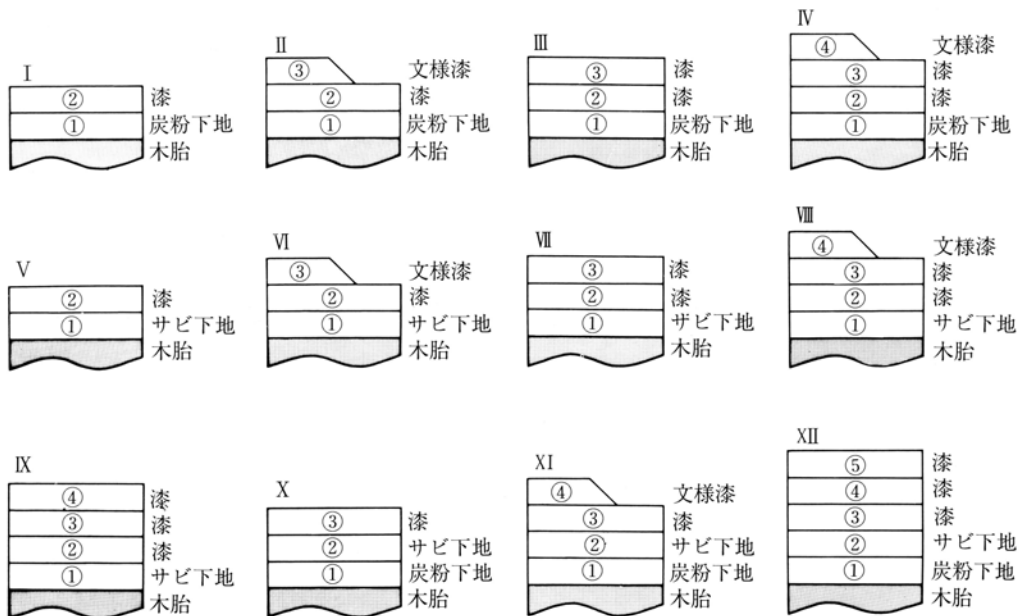 Ⅰ
② 漆
① 炭粉下地
木胎
Ⅱ
③ 文様漆
② 漆
① 炭粉下地
木胎
Ⅲ
③ 漆
② 漆
① 炭粉下地
木胎
Ⅳ
④ 文様漆
③ 漆
② 漆
① 炭粉下地
木胎
Ⅴ
② 漆
① サビ下地
木胎
Ⅵ
③ 文様漆
② 漆
① サビ下地
木胎
Ⅶ
③ 漆
② 漆
① サビ下地
木胎
Ⅷ
④ 文様漆
③ 漆
② 漆
① サビ下地
木胎
Ⅸ
④ 漆
③ 漆
② 漆
① サビ下地
木胎
Ⅹ
③ 漆
② サビ下地
① 炭粉下地
木胎
Ⅺ
④ 文様漆
③ 漆
② サビ下地
① 炭粉下地
木胎
Ⅻ
⑤ 漆
④ 漆
③ 漆
② サビ下地
① 炭粉下地
木胎